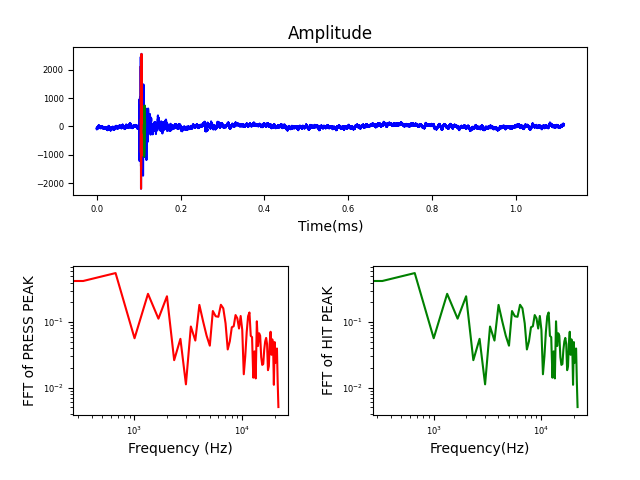 Amplitude
2000
1000
0
−1000
−2000
0.0 0.2 0.4 0.6 0.8 1.0
Time(ms)
FFT of PRESS PEAK
10⁻¹
10⁻²
10³ 10⁴
Frequency (Hz)
FFT of HIT PEAK
10⁻¹
10⁻²
10³ 10⁴
Frequency(Hz)